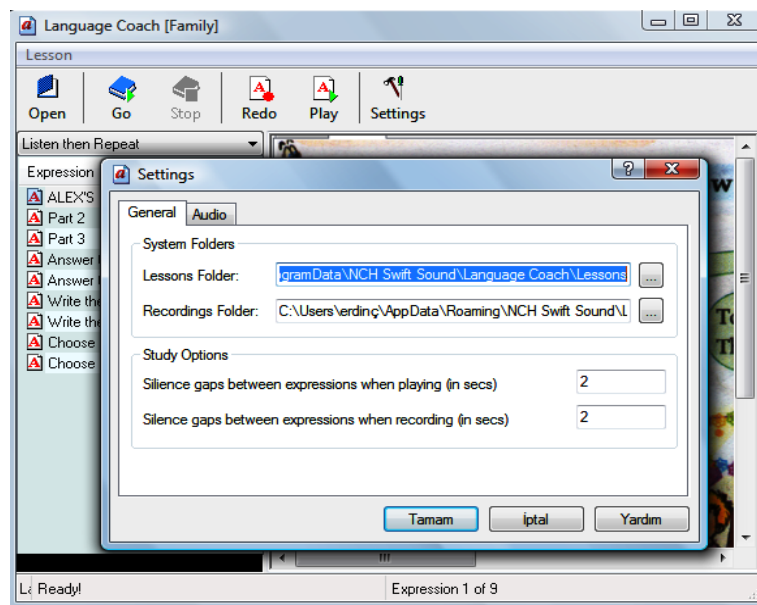 Language Coach [Family]
Lesson
Open Go Stop Redo Play Settings
Listen then Repeat
Expression
ALEX'S
Part 2
Part 3
Answer
Answer
Write the
Write the
Choose
Choose
Settings
General Audio
System Folders
Lessons Folder: gramData\NCH Swift Sound\Language Coach\Lessons ...
Recordings Folder: C:\Users\erdinç\AppData\Roaming\NCH Swift Sound\L ...
Study Options
Silience gaps between expressions when playing (in secs) 2
Silence gaps between expressions when recording (in secs) 2
Tamam İptal Yardım
Ready! Expression 1 of 9